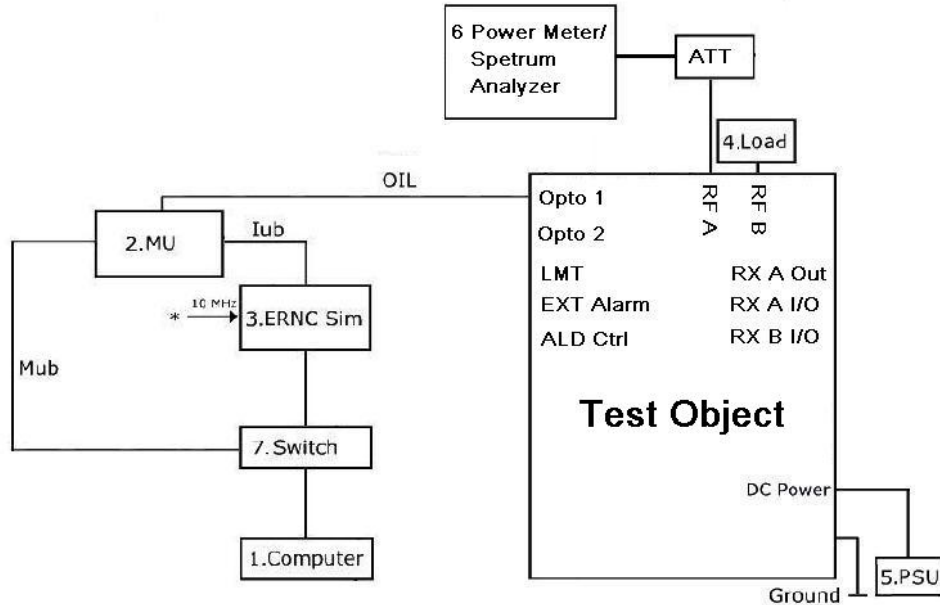 6 Power Meter/
Spetrum
Analyzer
ATT
4.Load
OIL
Opto 1
RF A
RF B
Opto 2
2.MU
Iub
LMT
RX A Out
EXT Alarm
RX A I/O
ALD Ctrl
RX B I/O
* 10 MHz
3.ERNC Sim
Mub
Test Object
7.Switch
DC Power
1.Computer
5.PSU
Ground